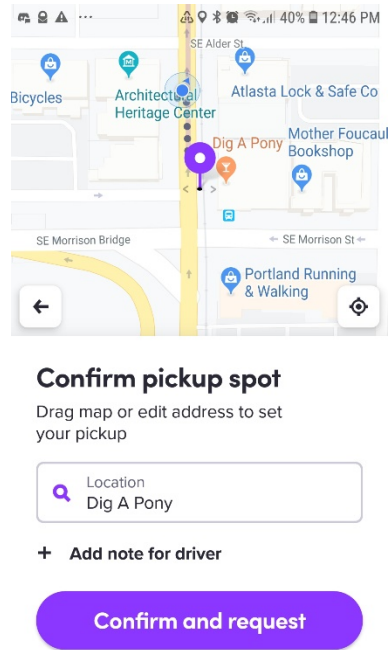 40% 12:46 PM
SE Alder St
Bicycles
Architectural
Heritage Center
Atlasta Lock & Safe Co
Dig A Pony
Mother Foucaul
Bookshop
SE Morrison Bridge
← SE Morrison St ←
Portland Running
& Walking
Confirm pickup spot
Drag map or edit address to set
your pickup
Location
Dig A Pony
+ Add note for driver
Confirm and request